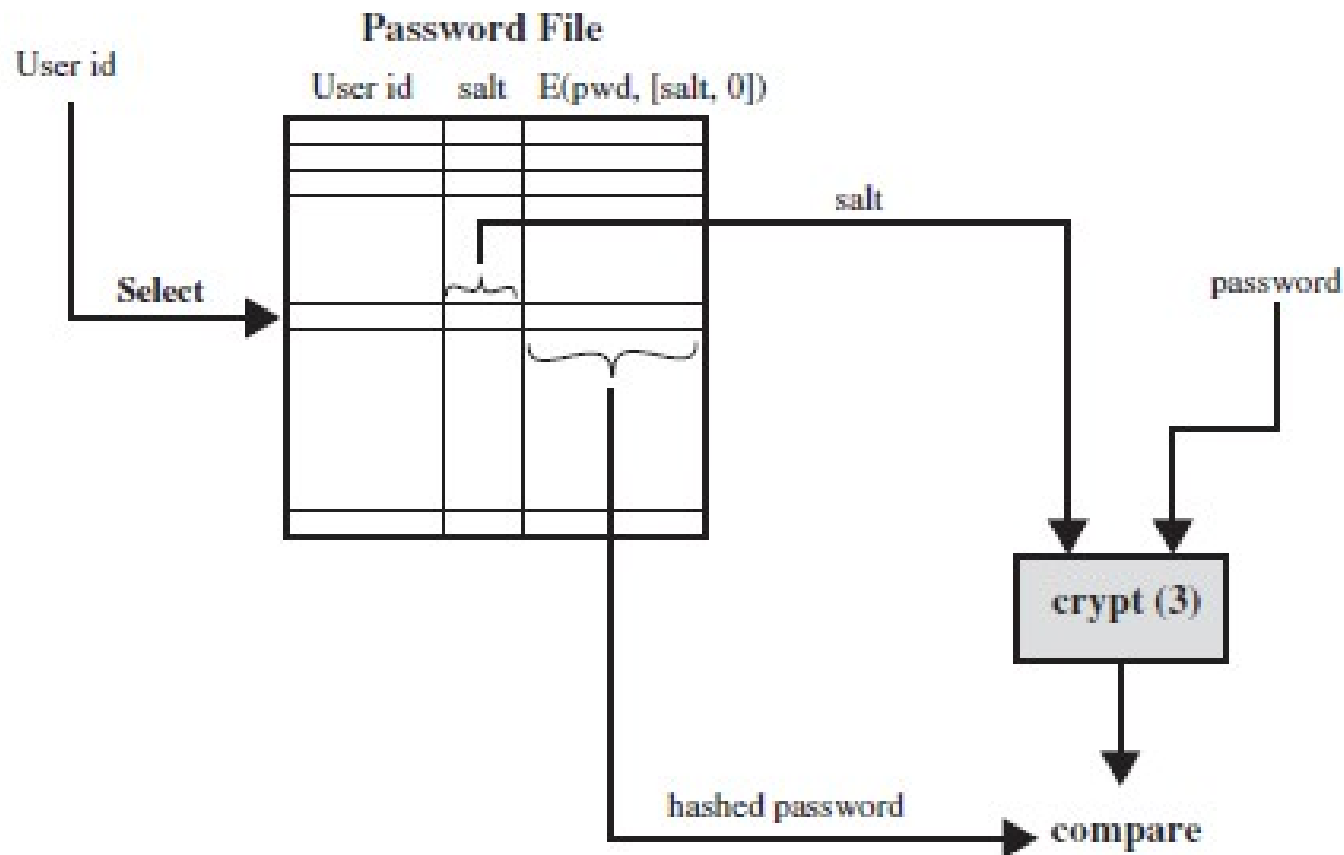 Password File
User id
User id salt E(pwd, [salt, 0])
salt
Select
password
crypt (3)
hashed password
compare